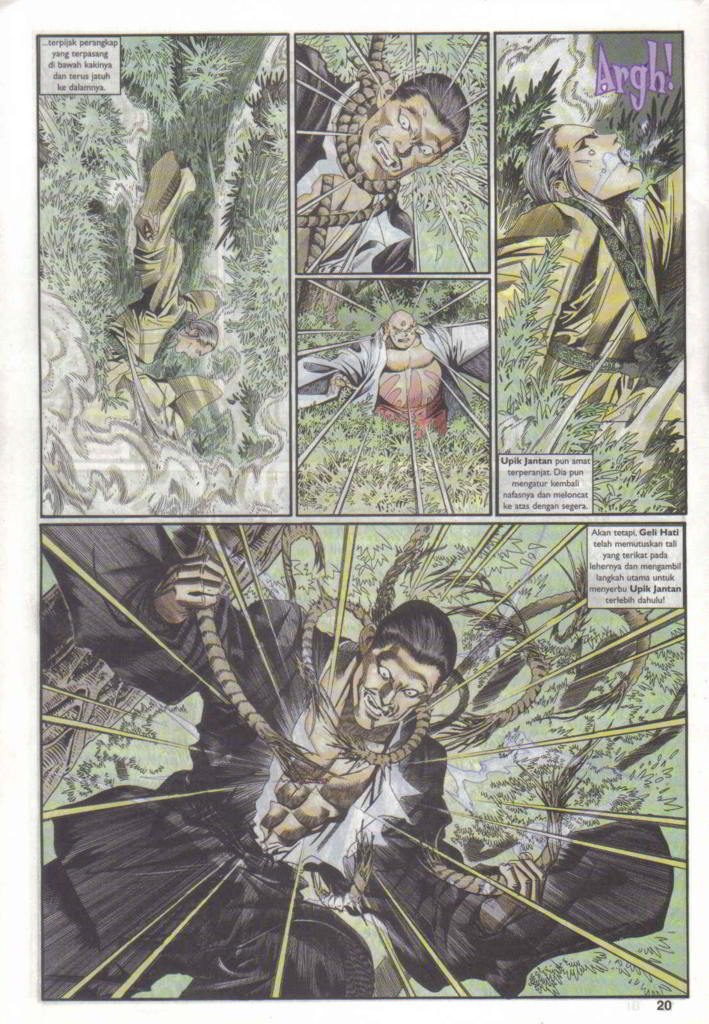 ...terpijak perangkap
yang terpasang
di bawah kakinya
dan terus jatuh
ke dalamnya.
Argh!
Upik Jantan pun amat
terperanjat. Dia pun
mengatur kembali
nafasnya dan meloncat
ke atas dengan segera.
Akan tetapi, Geli Hati
telah memutuskan tali
yang terikat pada
lehernya dan mengambil
langkah utama untuk
menyerbu Upik Jantan
terlebih dahulu!
20